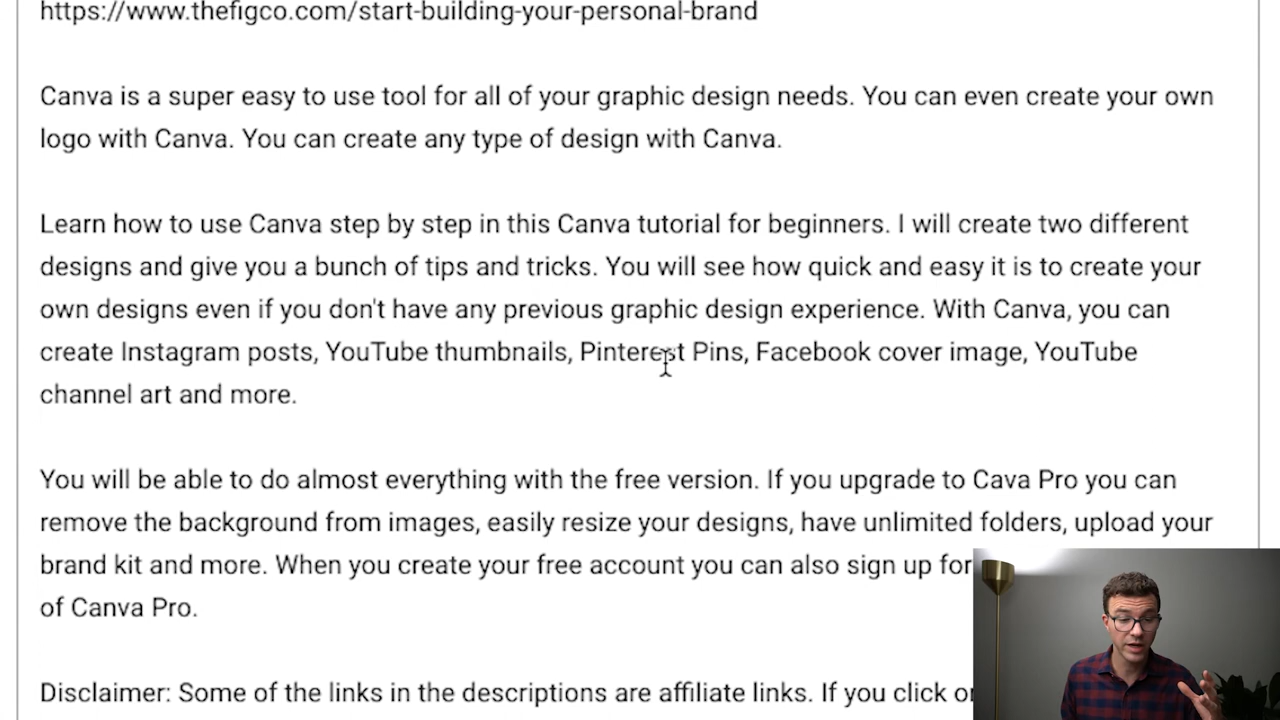 https://www.thefigco.com/start-building-your-personal-brand
Canva is a super easy to use tool for all of your graphic design needs. You can even create your own
logo with Canva. You can create any type of design with Canva.
Learn how to use Canva step by step in this Canva tutorial for beginners. I will create two different
designs and give you a bunch of tips and tricks. You will see how quick and easy it is to create your
own designs even if you don't have any previous graphic design experience. With Canva, you can
create Instagram posts, YouTube thumbnails, Pinterest Pins, Facebook cover image, YouTube
channel art and more.
You will be able to do almost everything with the free version. If you upgrade to Cava Pro you can
remove the background from images, easily resize your designs, have unlimited folders, upload your
brand kit and more. When you create your free account you can also sign up for
of Canva Pro.
Disclaimer: Some of the links in the descriptions are affiliate links. If you click